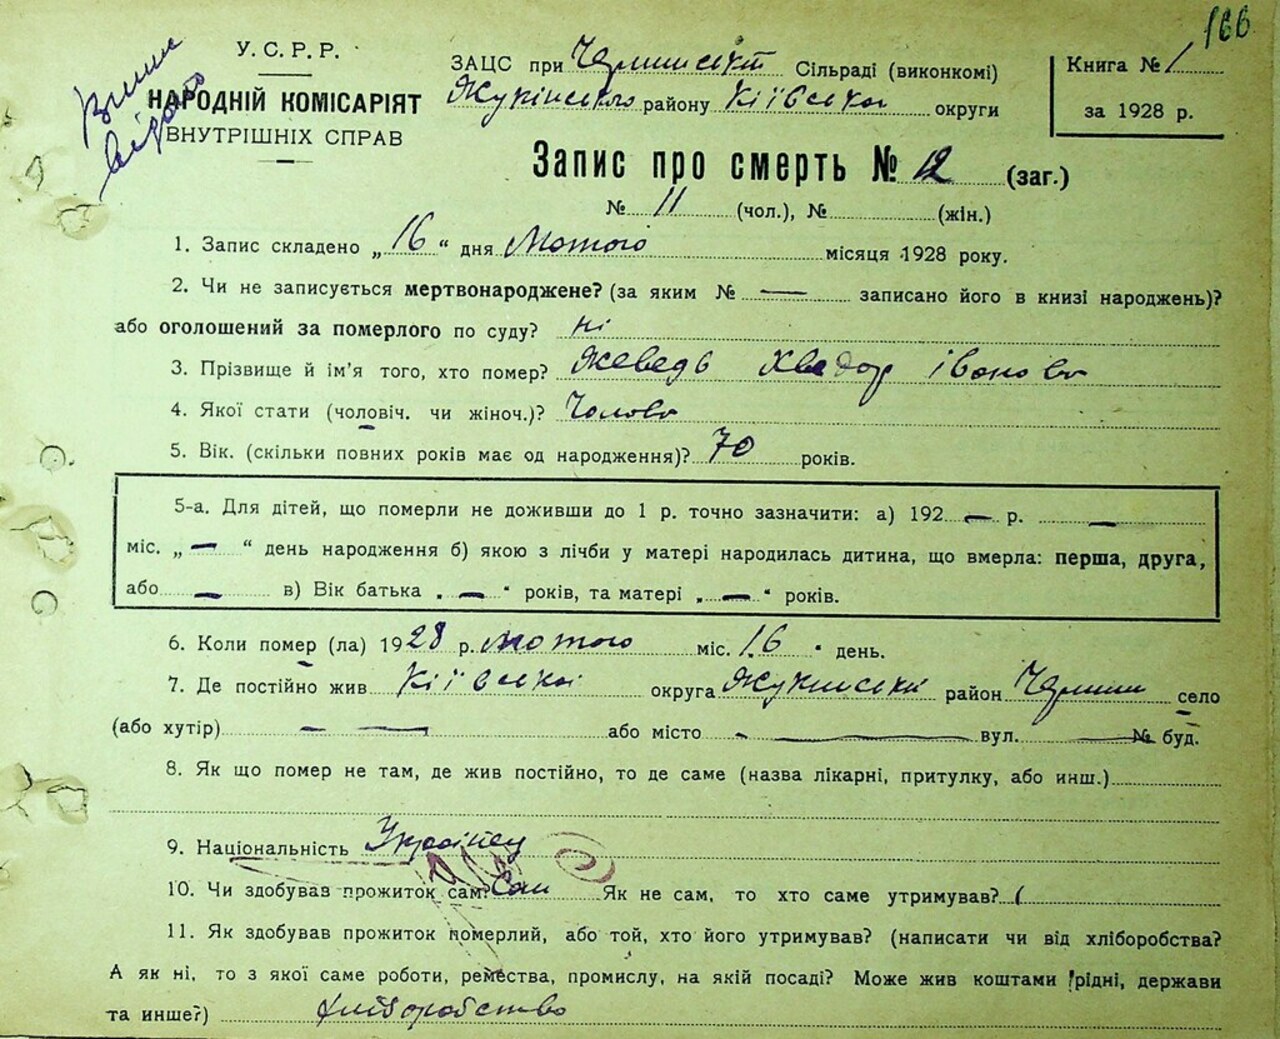 166
У.С.Р.Р.
НАРОДНІЙ КОМІСАРІЯТ
ВНУТРІШНІХ СПРАВ
ЗАЦС при Сільраді (виконкомі)
Жукінського району Київської округи
Книга № 1
за 1928 р.
Запис про смерть № 12 (заг.)
№ 11 (чол.), № (жін.)
1. Запис складено „16“ дня Лютого місяця 1928 року.
2. Чи не записується мертвонароджене? (за яким № — записано його в книзі народжень)?
або оголошений за померлого по суду? ні
3. Прізвище й ім'я того, хто помер? Хведор
4. Якої стати (чоловіч. чи жіноч.)? Чолов
5. Вік. (скільки повних років має од народження)? 70 років.
5-а. Для дітей, що померли не доживши до 1 р. точно зазначити: а) 192 — р. —
міс. „ — “ день народження б) якою з лічби у матері народилась дитина, що вмерла: перша, друга,
або — в) Вік батька „ — “ років, та матері „ — “ років.
6. Коли помер (ла) 1928 р. лютого міс. 16 день.
7. Де постійно жив Київської округа район село
(або хутір) — — або місто - — вул. — № буд.
8. Як що помер не там, де жив постійно, то де саме (назва лікарні, притулку, або инш.)
9. Національність Українец
10. Чи здобував прожиток сам? Сам Як не сам, то хто саме утримував?
11. Як здобував прожиток померлий, або той, хто його утримував? (написати чи від хліборобства?
А як ні, то з якої саме роботи, ремества, промислу, на якій посаді? Може жив коштами рідні, держави
та инше?) хліборобство